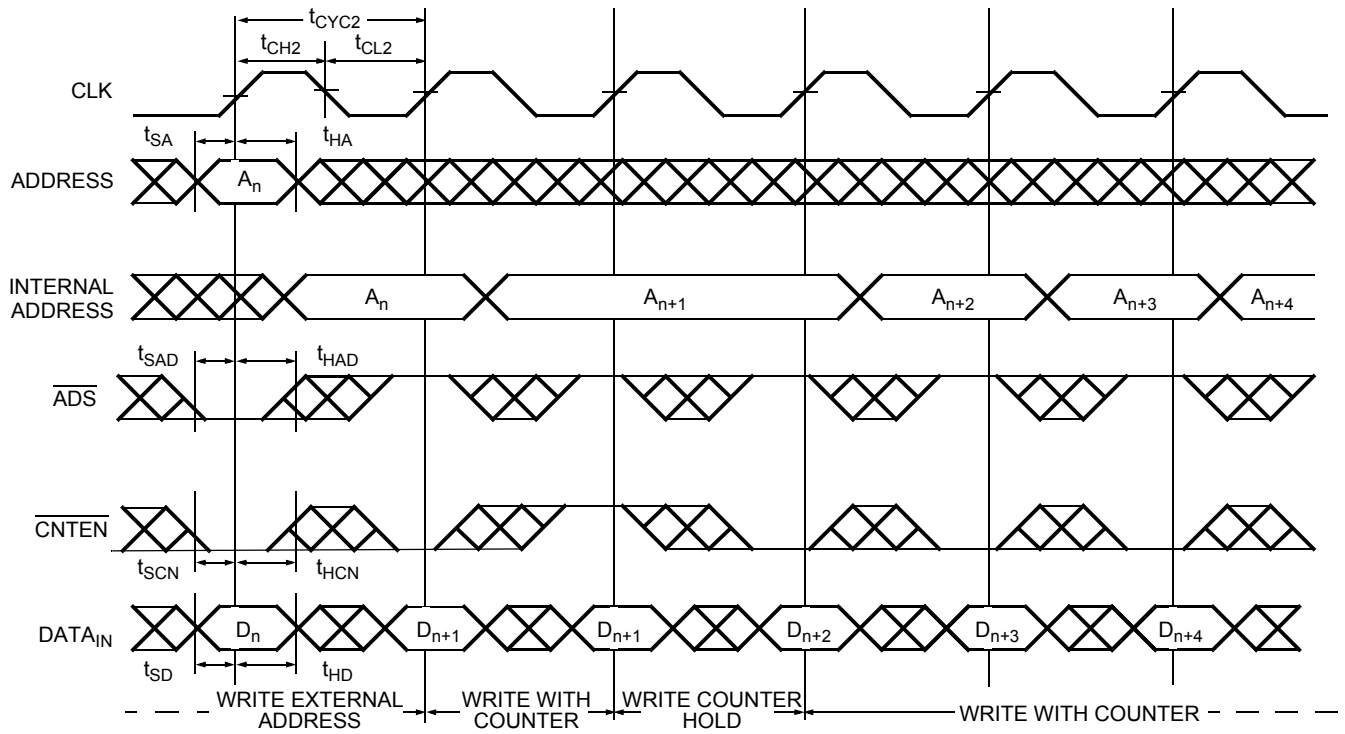 tCYC2
tCH2
tCL2
CLK
tSA
tHA
ADDRESS
An
INTERNAL
ADDRESS
An
An+1
An+2
An+3
An+4
tSAD
tHAD
ADS
CNTEN
tSCN
tHCN
DATAIN
Dn
Dn+1
Dn+1
Dn+2
Dn+3
Dn+4
tSD
tHD
WRITE EXTERNAL
ADDRESS
WRITE WITH
COUNTER
WRITE COUNTER
HOLD
WRITE WITH COUNTER